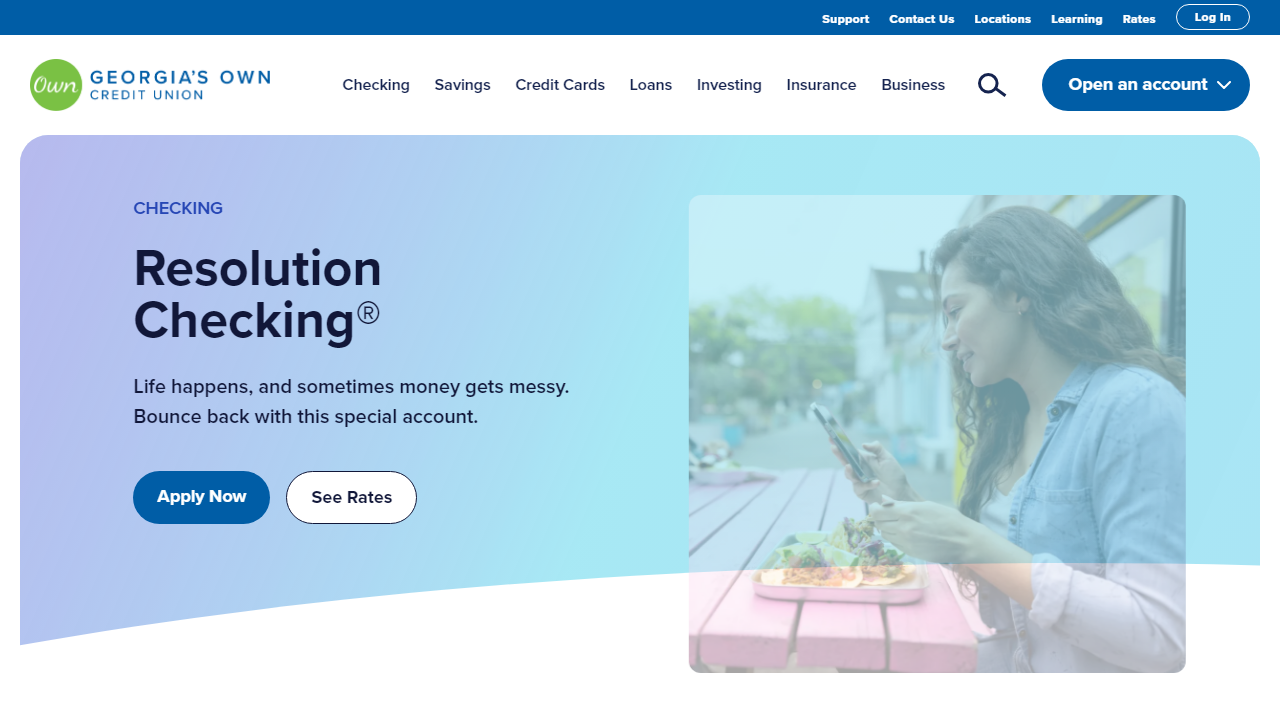 Support Contact Us Locations Learning Rates Log In
Own GEORGIA'S OWN
CREDIT UNION
Checking Savings Credit Cards Loans Investing Insurance Business
Open an account
CHECKING
Resolution
Checking®
Life happens, and sometimes money gets messy.
Bounce back with this special account.
Apply Now See Rates